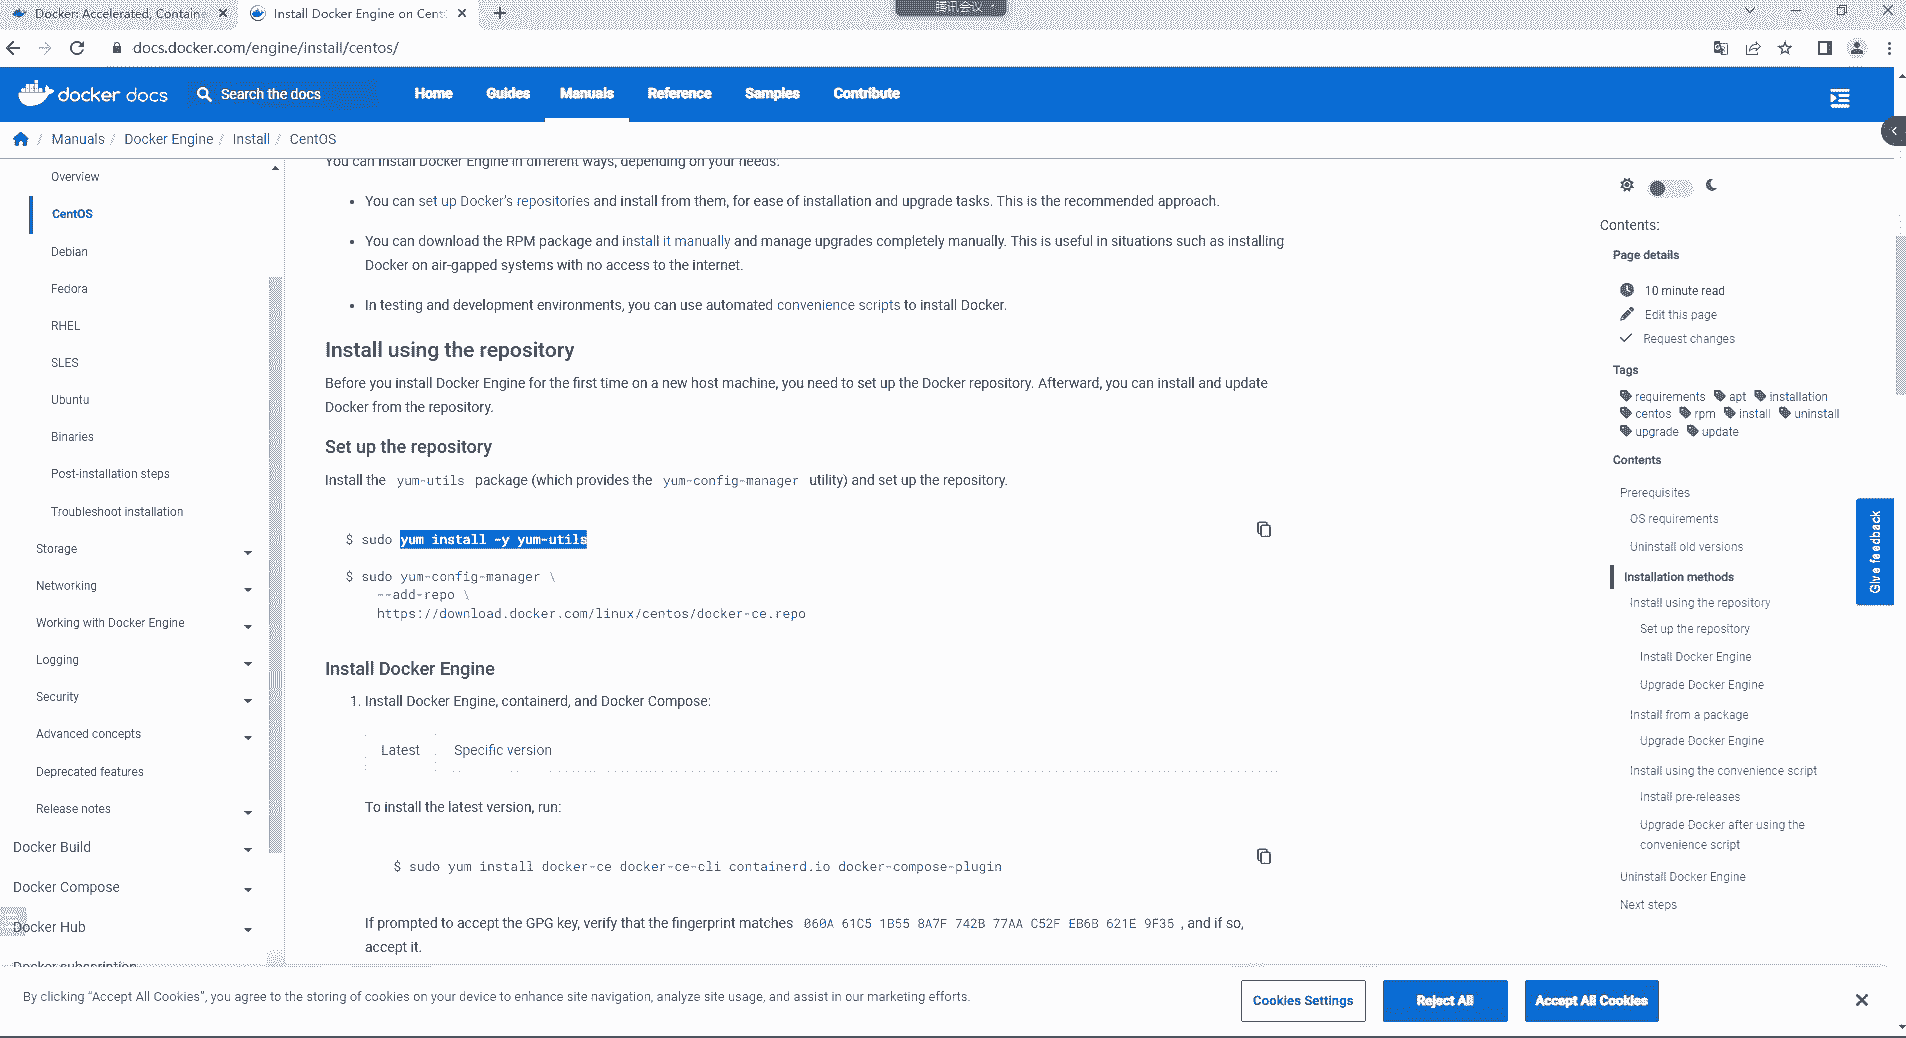 Docker: Accelerated, Containe
Install Docker Engine on Cent
腾讯会议
docs.docker.com/engine/install/centos/
docker docs
Search the docs
Home
Guides
Manuals
Reference
Samples
Contribute
/ Manuals / Docker Engine / Install / CentOS
Overview
CentOS
Debian
Fedora
RHEL
SLES
Ubuntu
Binaries
Post-installation steps
Troubleshoot installation
Storage
Networking
Working with Docker Engine
Logging
Security
Advanced concepts
Deprecated features
Release notes
Docker Build
Docker Compose
Docker Hub
Docker subscription
You can install Docker Engine in different ways, depending on your needs:
• You can set up Docker's repositories and install from them, for ease of installation and upgrade tasks. This is the recommended approach.
• You can download the RPM package and install it manually and manage upgrades completely manually. This is useful in situations such as installing
Docker on air-gapped systems with no access to the internet.
• In testing and development environments, you can use automated convenience scripts to install Docker.
Install using the repository
Before you install Docker Engine for the first time on a new host machine, you need to set up the Docker repository. Afterward, you can install and update
Docker from the repository.
Set up the repository
Install the yum-utils package (which provides the yum-config-manager utility) and set up the repository.
$ sudo yum install -y yum-utils
$ sudo yum-config-manager \
--add-repo \
https://download.docker.com/linux/centos/docker-ce.repo
Install Docker Engine
1. Install Docker Engine, containerd, and Docker Compose:
Latest
Specific version
To install the latest version, run:
$ sudo yum install docker-ce docker-ce-cli containerd.io docker-compose-plugin
If prompted to accept the GPG key, verify that the fingerprint matches 060A 61C5 1B55 8A7F 742B 77AA C52F EB6B 621E 9F35 , and if so,
accept it.
Contents:
Page details
10 minute read
Edit this page
Request changes
Tags
requirements apt installation
centos rpm install uninstall
upgrade update
Contents
Prerequisites
OS requirements
Uninstall old versions
Installation methods
Install using the repository
Set up the repository
Install Docker Engine
Upgrade Docker Engine
Install from a package
Upgrade Docker Engine
Install using the convenience script
Install pre-releases
Upgrade Docker after using the
convenience script
Uninstall Docker Engine
Next steps
Give feedback
By clicking “Accept All Cookies”, you agree to the storing of cookies on your device to enhance site navigation, analyze site usage, and assist in our marketing efforts.
Cookies Settings
Reject All
Accept All Cookies